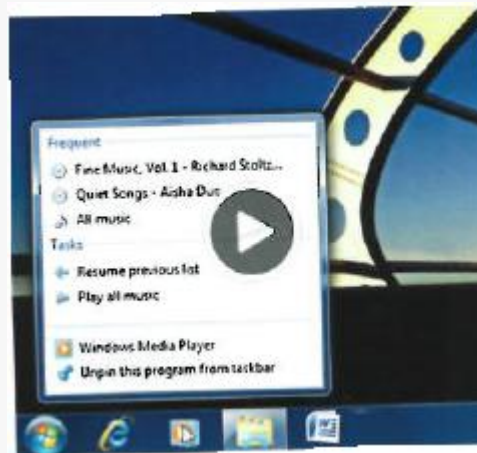 Frequent
Fine Music, Vol. 1 - Richard Stoltz...
Quiet Songs - Aisha Duo
All music
Tasks
Resume previous list
Play all music
Windows Media Player
Unpin this program from taskbar